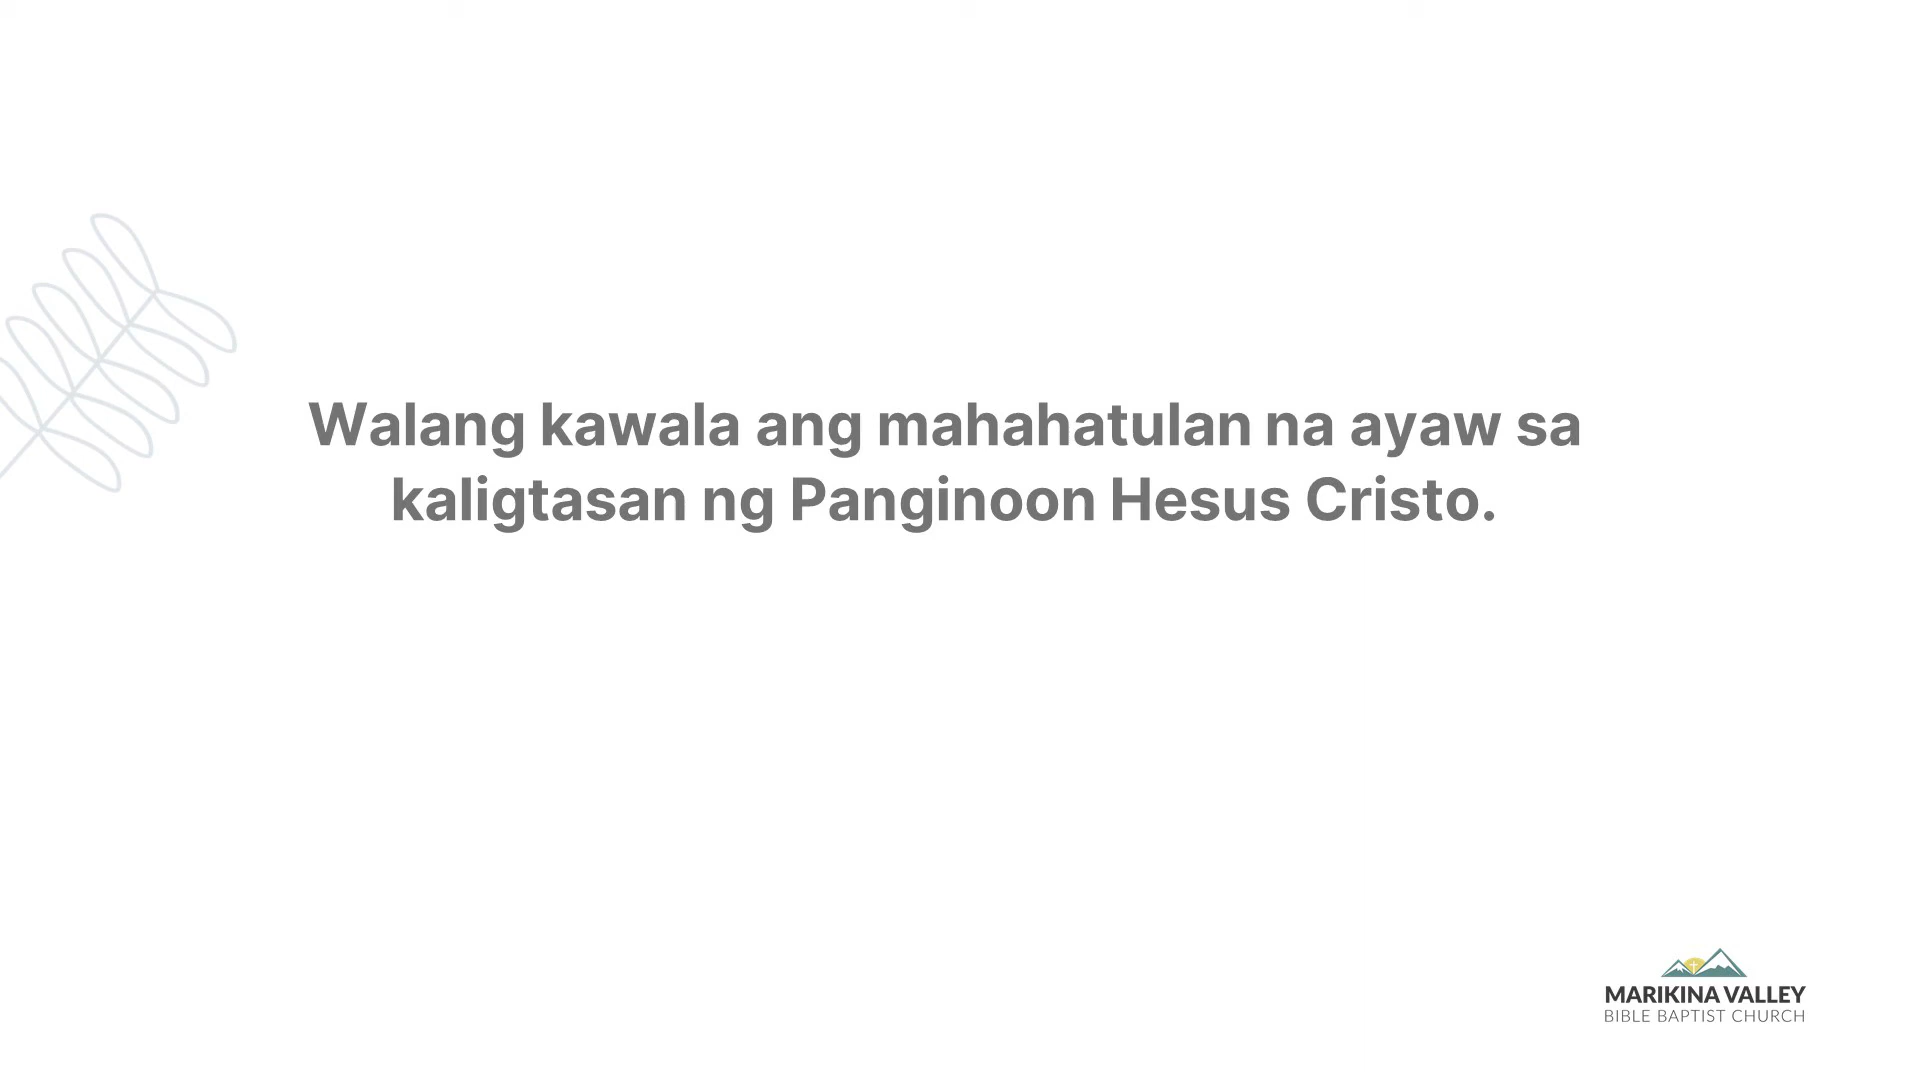 Walang kawala ang mahahatulan na ayaw sa
kaligtasan ng Panginoon Hesus Cristo.
MARIKINA VALLEY
BIBLE BAPTIST CHURCH